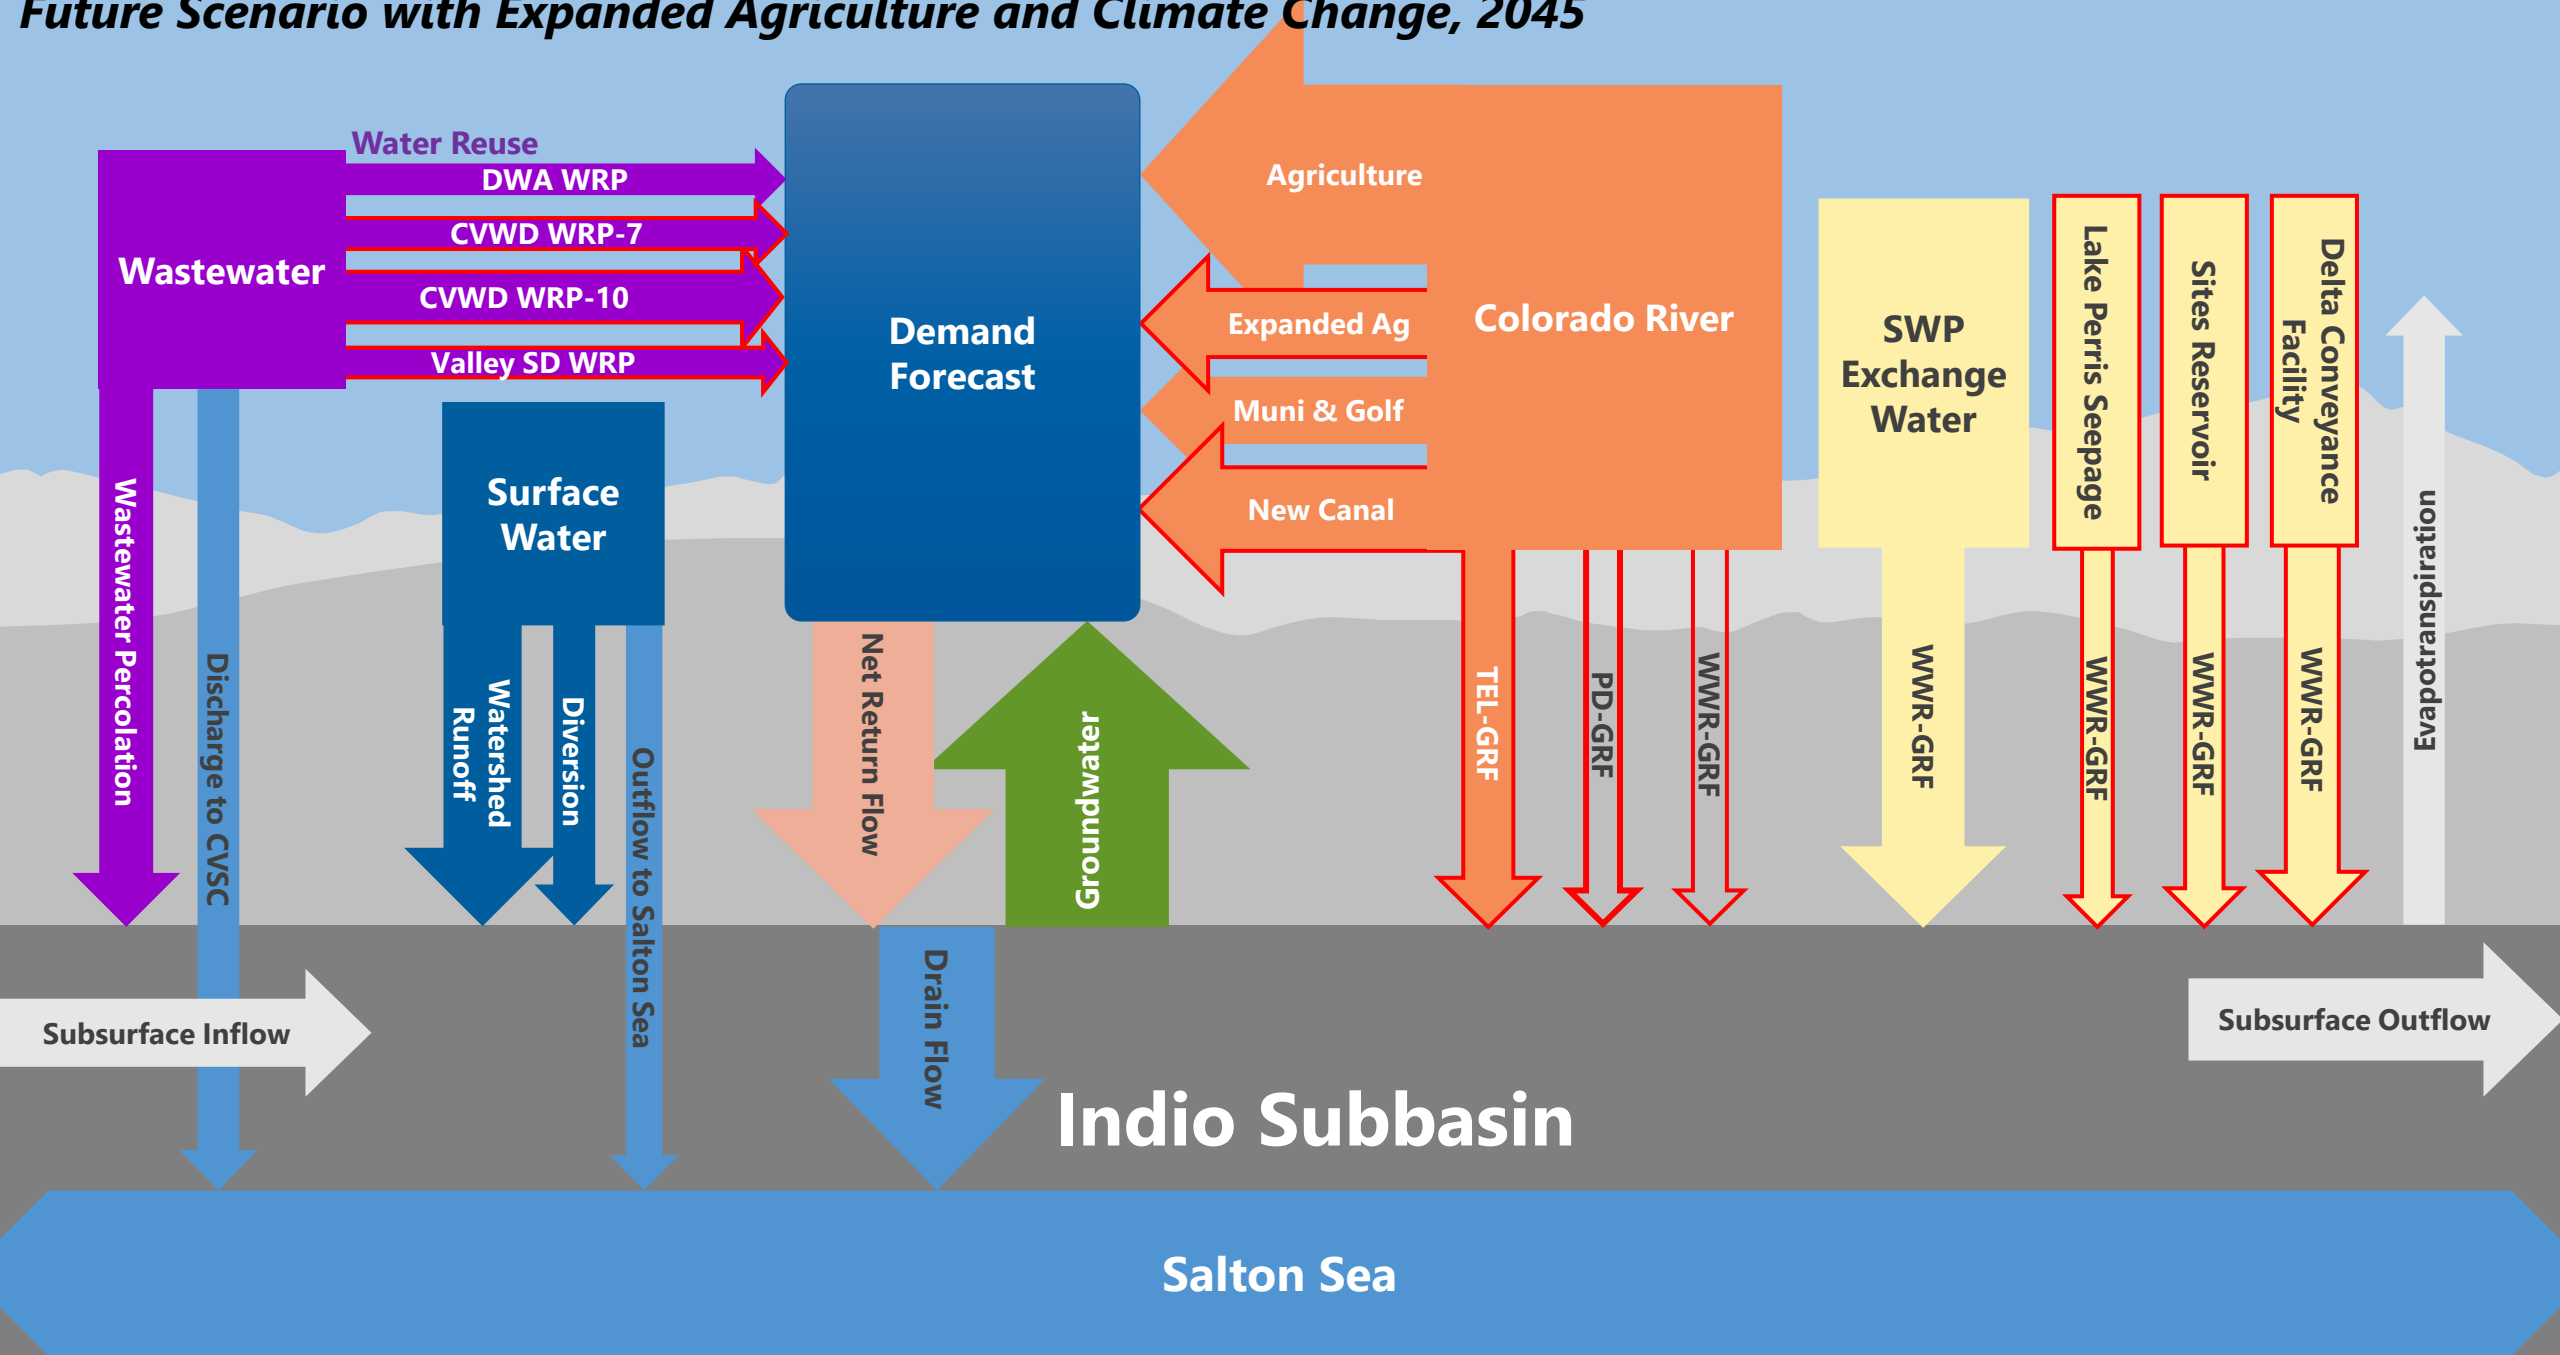 Future Scenario with Expanded Agriculture and Climate Change, 2045
Water Reuse
DWA WRP
CVWD WRP-7
CVWD WRP-10
Valley SD WRP
Wastewater
Wastewater Percolation
Discharge to CVSC
Surface
Water
Watershed
Runoff
Diversion
Outflow to Salton Sea
Demand
Forecast
Net Return Flow
Groundwater
Drain Flow
Agriculture
Expanded Ag
Muni & Golf
New Canal
Colorado River
TEL-GRF
PD-GRF
WWR-GRF
SWP
Exchange
Water
WWR-GRF
Lake Perris Seepage
WWR-GRF
Sites Reservoir
WWR-GRF
Delta Conveyance
Facility
WWR-GRF
Evapotranspiration
Subsurface Inflow
Subsurface Outflow
Indio Subbasin
Salton Sea